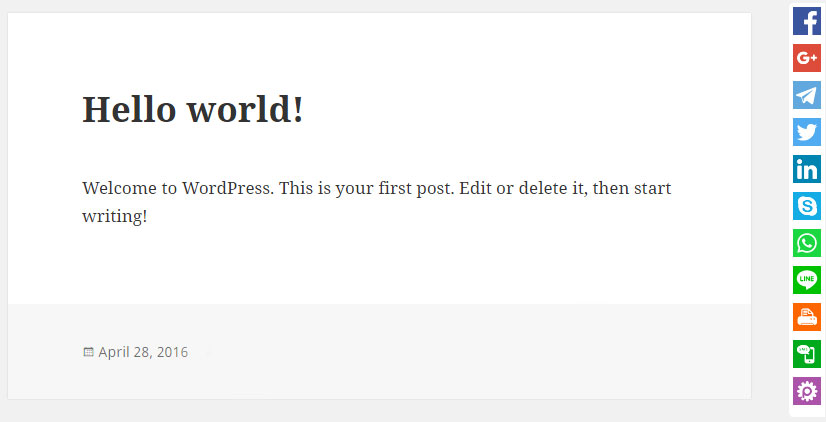 Hello world!
Welcome to WordPress. This is your first post. Edit or delete it, then start
writing!
April 28, 2016
f
G+
in
S
LINE
SMS
p